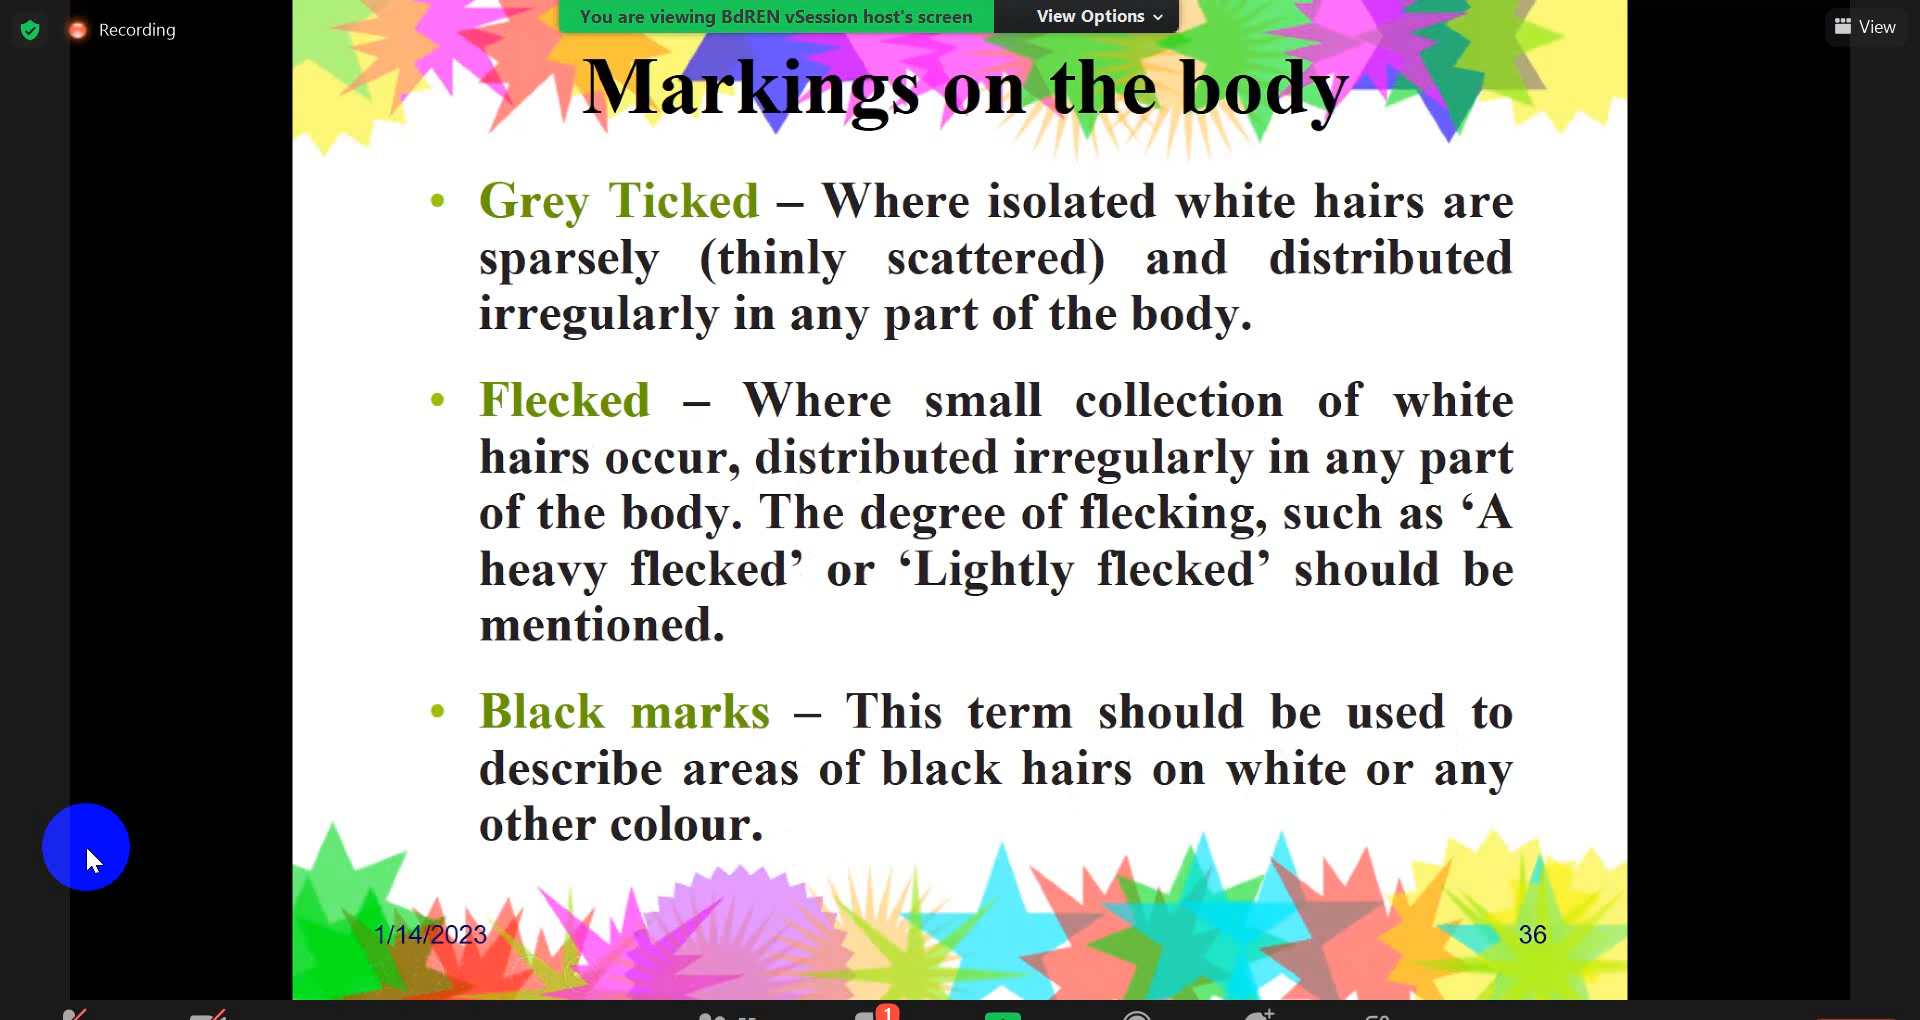 You are viewing BdREN vSession host's screen
View Options
Recording
View
Markings on the body
• Grey Ticked – Where isolated white hairs are
sparsely (thinly scattered) and distributed
irregularly in any part of the body.
• Flecked – Where small collection of white
hairs occur, distributed irregularly in any part
of the body. The degree of flecking, such as ‘A
heavy flecked’ or ‘Lightly flecked’ should be
mentioned.
• Black marks – This term should be used to
describe areas of black hairs on white or any
other colour.
1/14/2023
36
1